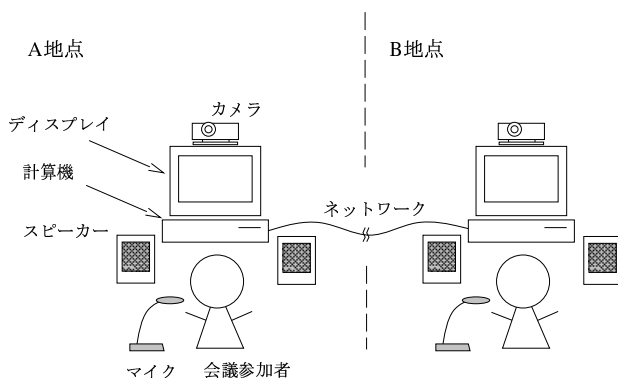 A地点
B地点
カメラ
ディスプレイ
計算機
ネットワーク
スピーカー
マイク
会議参加者